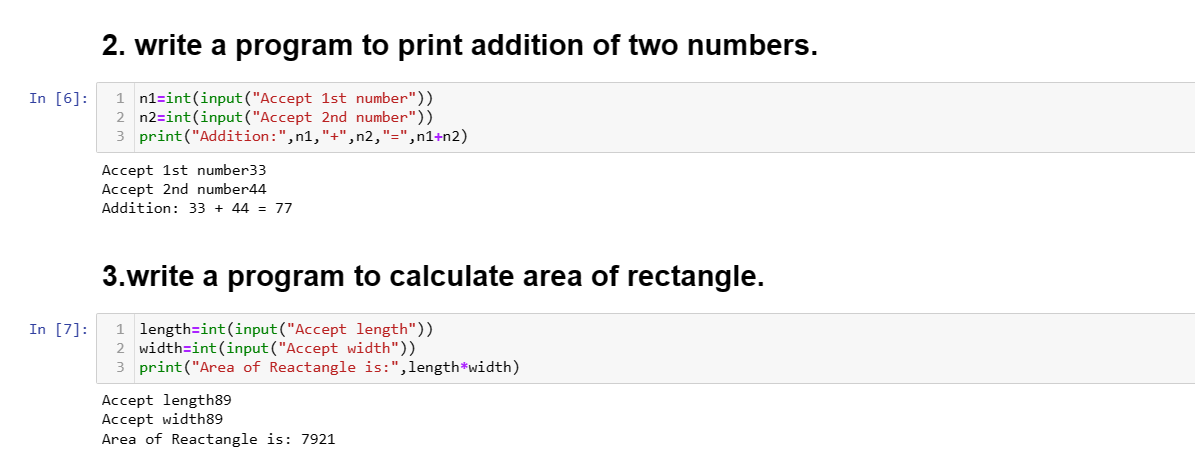 2. write a program to print addition of two numbers.
In [6]:
1 n1=int(input("Accept 1st number"))
2 n2=int(input("Accept 2nd number"))
3 print("Addition:",n1,"+",n2,"=",n1+n2)
Accept 1st number33
Accept 2nd number44
Addition: 33 + 44 = 77
3.write a program to calculate area of rectangle.
In [7]:
1 length=int(input("Accept length"))
2 width=int(input("Accept width"))
3 print("Area of Reactangle is:",length*width)
Accept length89
Accept width89
Area of Reactangle is: 7921